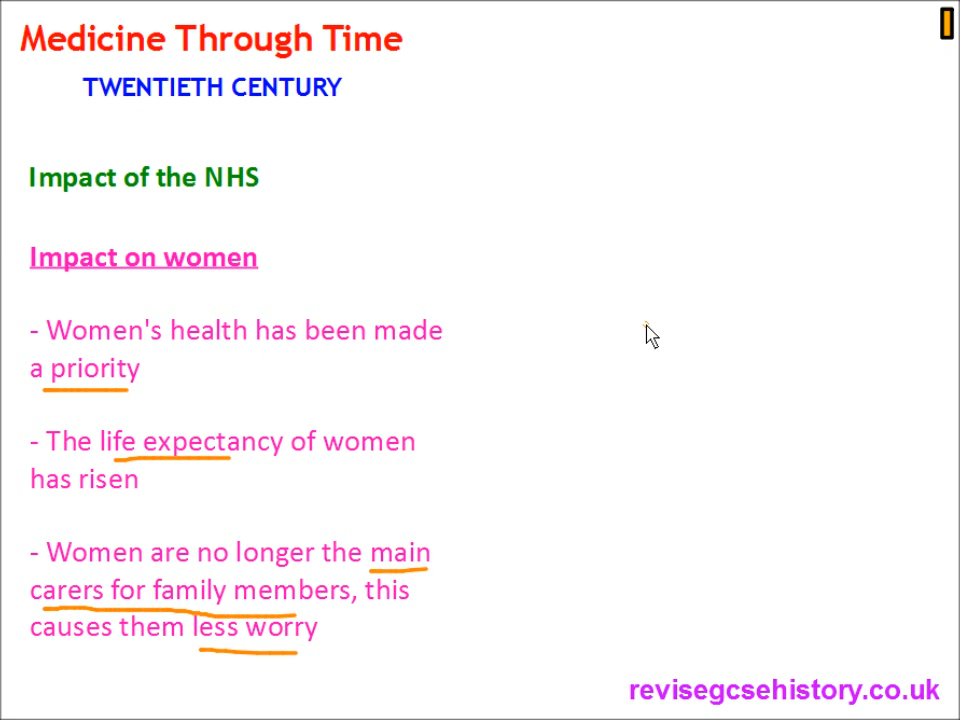 Medicine Through Time
TWENTIETH CENTURY
Impact of the NHS
Impact on women
- Women's health has been made
a priority
- The life expectancy of women
has risen
- Women are no longer the main
carers for family members, this
causes them less worry
revisegcsehistory.co.uk